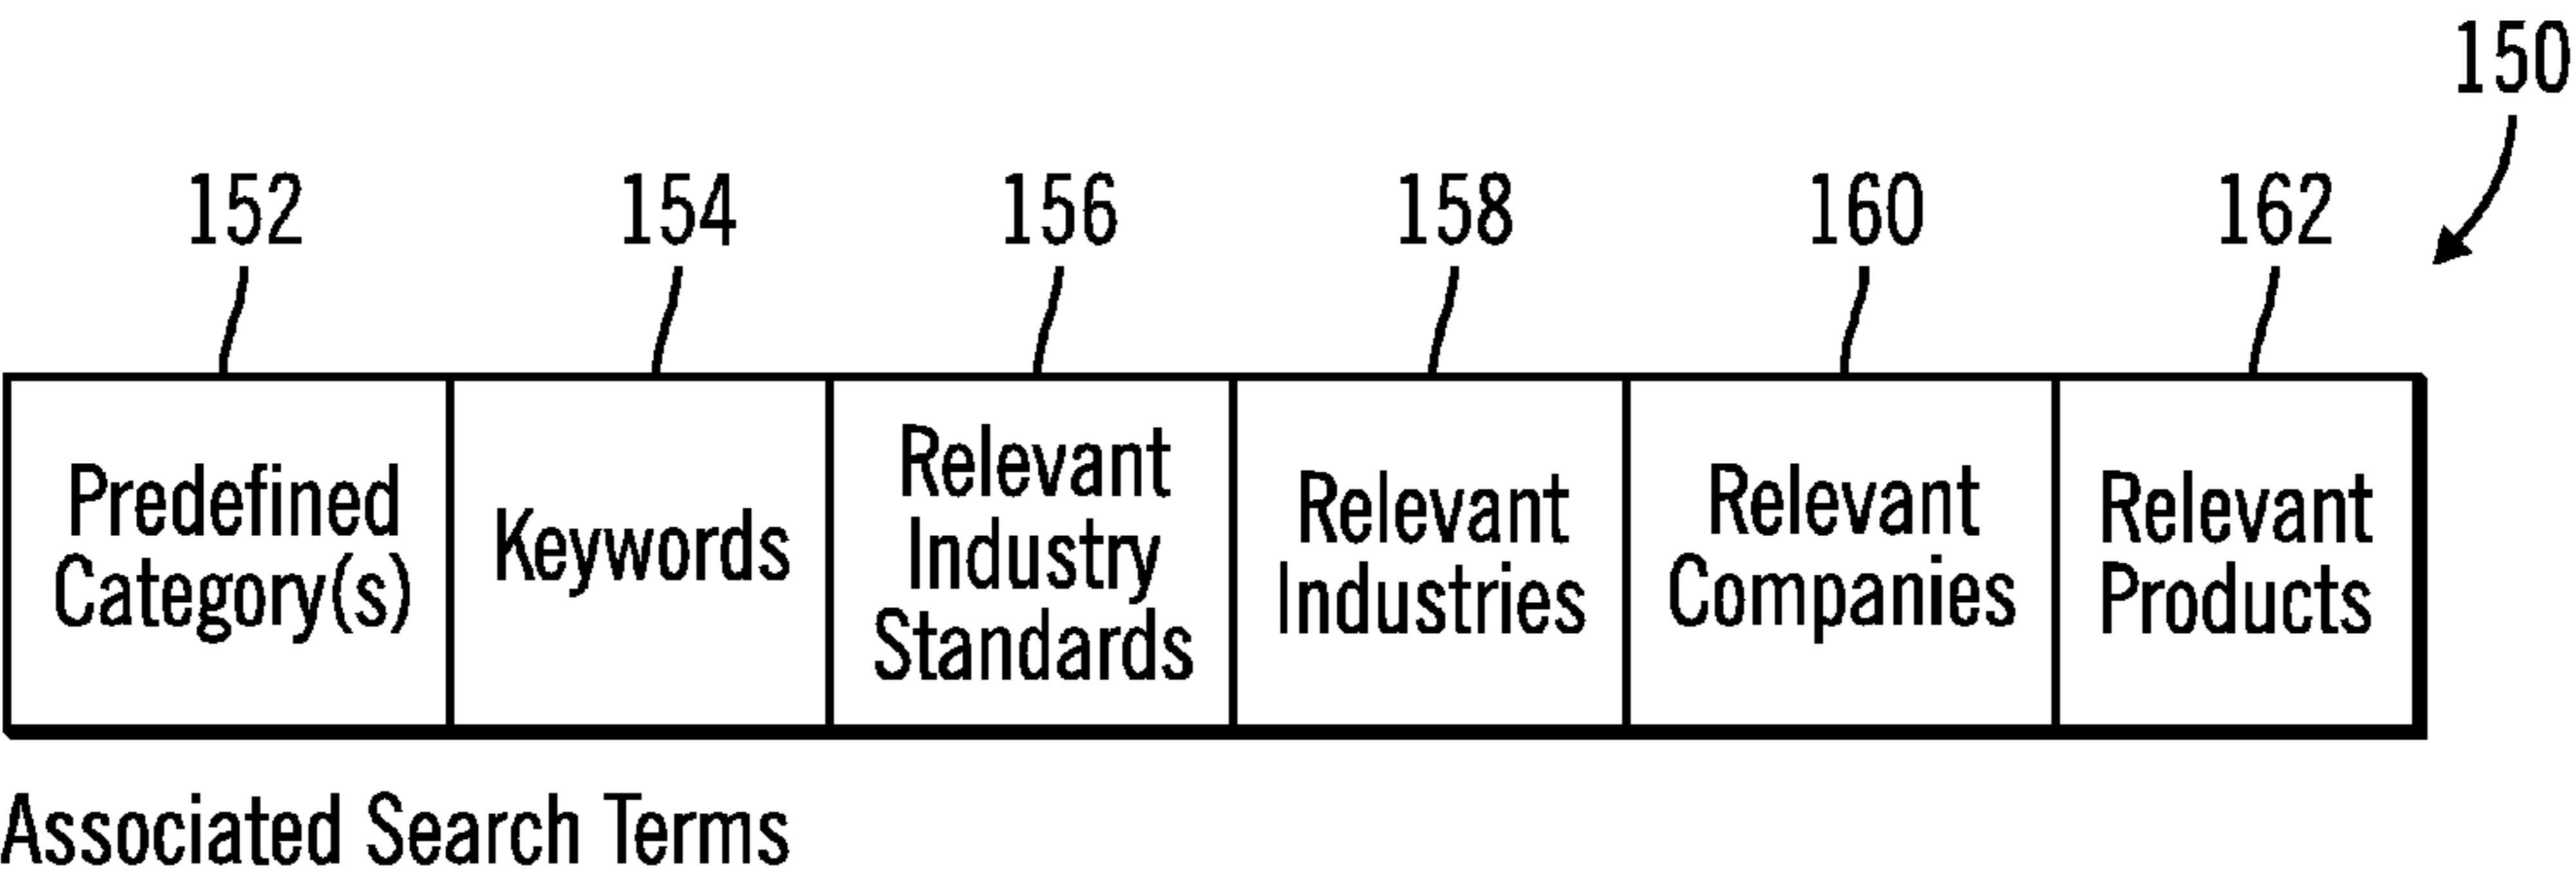 150
152
154
156
158
160
162
Predefined
Category(s)
Keywords
Relevant
Industry
Standards
Relevant
Industries
Relevant
Companies
Relevant
Products
Associated Search Terms